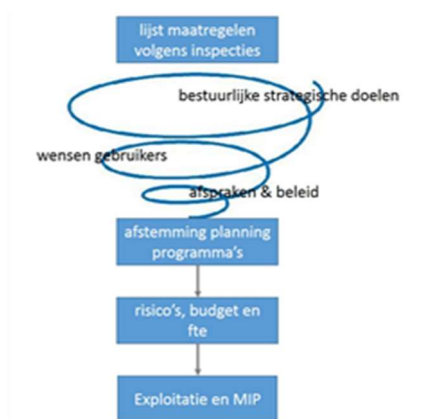 lijst maatregelen
volgens inspecties
bestuurlijke strategische doelen
wensen gebruikers
afspraken & beleid
afstemming planning
programma's
risico's, budget en
fte
Exploitatie en MIP